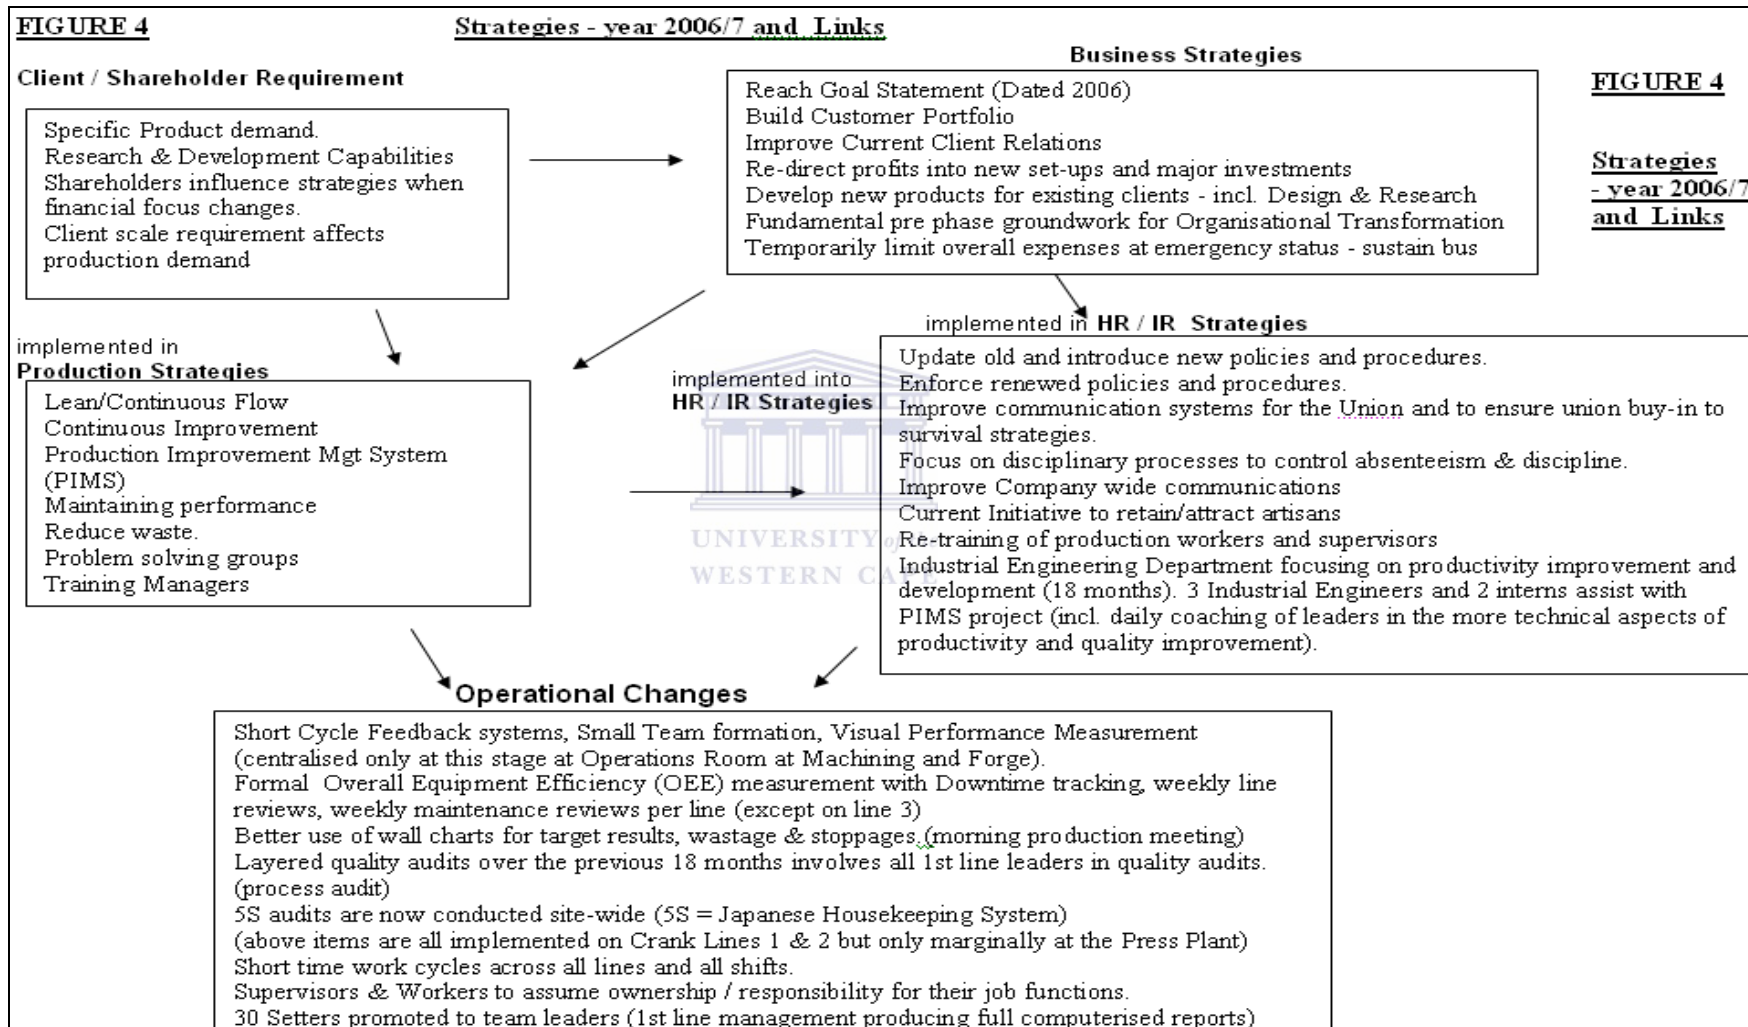 FIGURE 4
Strategies - year 2006/7 and Links
Business Strategies
Client / Shareholder Requirement
FIGURE 4
Strategies
- year 2006/7
and Links
Specific Product demand.
Research & Development Capabilities
Shareholders influence strategies when
financial focus changes.
Client scale requirement affects
production demand
Reach Goal Statement (Dated 2006)
Build Customer Portfolio
Improve Current Client Relations
Re-direct profits into new set-ups and major investments
Develop new products for existing clients - incl. Design & Research
Fundamental pre phase groundwork for Organisational Transformation
Temporarily limit overall expenses at emergency status - sustain bus
implemented in
Production Strategies
Lean/Continuous Flow
Continuous Improvement
Production Improvement Mgt System
(PIMS)
Maintaining performance
Reduce waste.
Problem solving groups
Training Managers
implemented into
HR / IR Strategies
implemented in HR / IR Strategies
Update old and introduce new policies and procedures.
Enforce renewed policies and procedures.
Improve communication systems for the Union and to ensure union buy-in to
survival strategies.
Focus on disciplinary processes to control absenteeism & discipline.
Improve Company wide communications
Current Initiative to retain/attract artisans
Re-training of production workers and supervisors
Industrial Engineering Department focusing on productivity improvement and
development (18 months). 3 Industrial Engineers and 2 interns assist with
PIMS project (incl. daily coaching of leaders in the more technical aspects of
productivity and quality improvement).
UNIVERSITY of the
WESTERN CAPE
Operational Changes
Short Cycle Feedback systems, Small Team formation, Visual Performance Measurement
(centralised only at this stage at Operations Room at Machining and Forge).
Formal Overall Equipment Efficiency (OEE) measurement with Downtime tracking, weekly line
reviews, weekly maintenance reviews per line (except on line 3)
Better use of wall charts for target results, wastage & stoppages. (morning production meeting)
Layered quality audits over the previous 18 months involves all 1st line leaders in quality audits.
(process audit)
5S audits are now conducted site-wide (5S = Japanese Housekeeping System)
(above items are all implemented on Crank Lines 1 & 2 but only marginally at the Press Plant)
Short time work cycles across all lines and all shifts.
Supervisors & Workers to assume ownership / responsibility for their job functions.
30 Setters promoted to team leaders (1st line management producing full computerised reports)